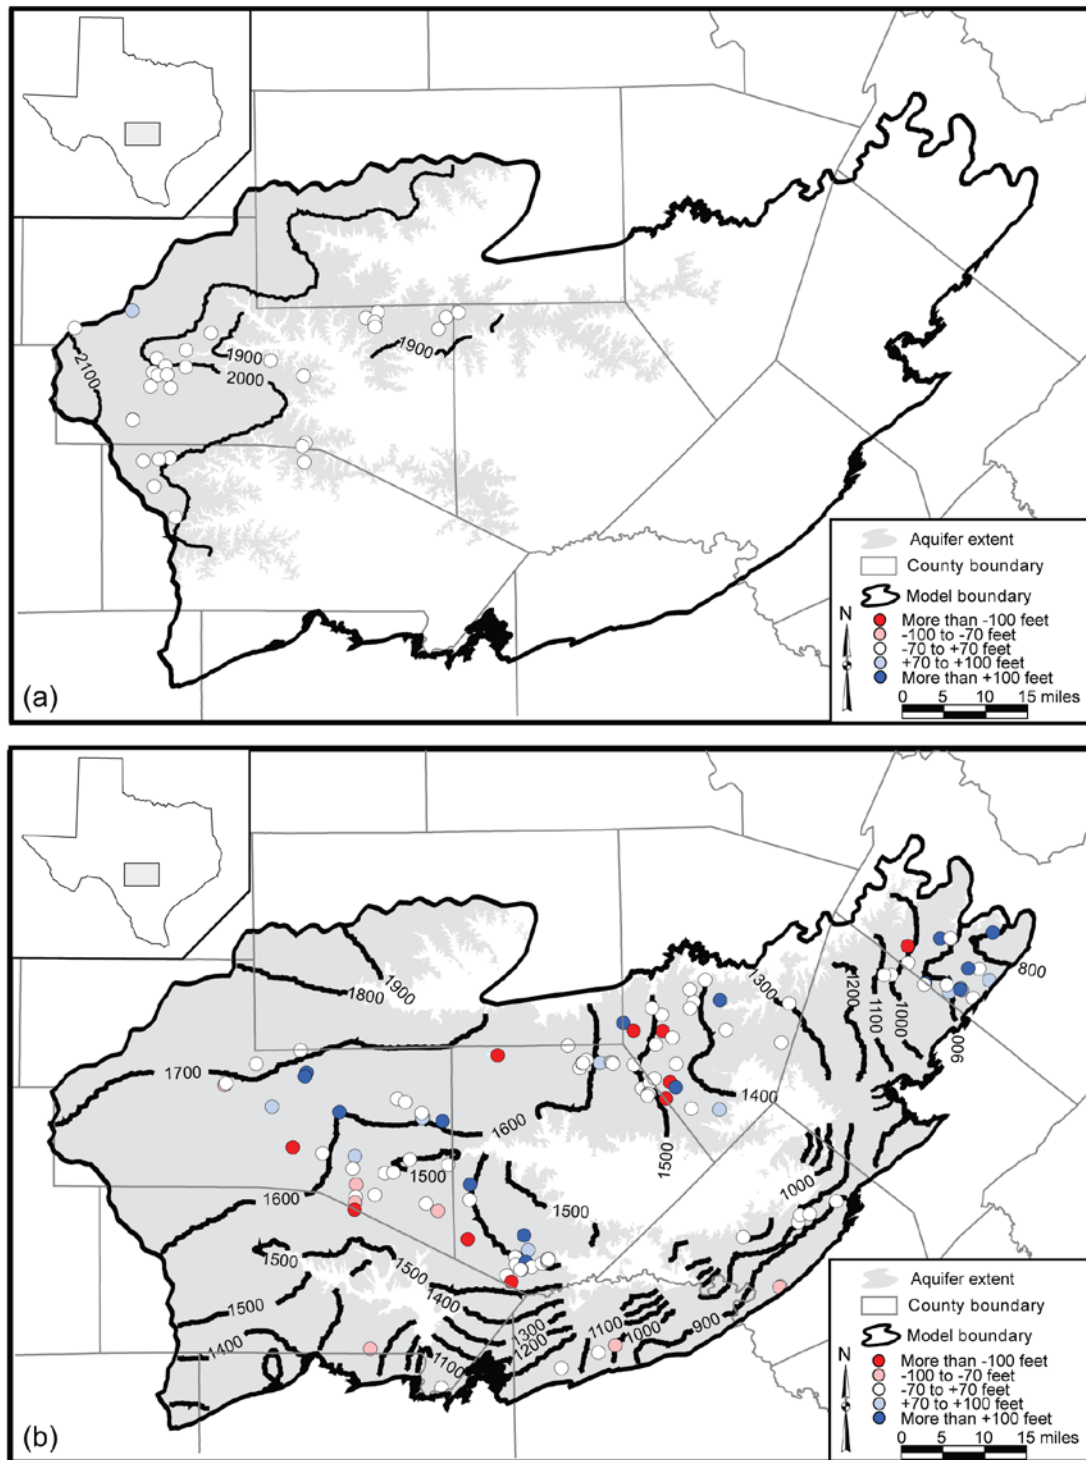 2100
1900
2000
1900
Aquifer extent
County boundary
Model boundary
N
More than -100 feet
-100 to -70 feet
-70 to +70 feet
+70 to +100 feet
More than +100 feet
0 5 10 15 miles
(a)
1900
1800
1700
1600
1600
1500
1500
1500
1500
1500
1500
1400
1400
1400
1300
1300
1200
1200
1100
1100
1100
1000
1000
1000
900
900
800
Aquifer extent
County boundary
Model boundary
N
More than -100 feet
-100 to -70 feet
-70 to +70 feet
+70 to +100 feet
More than +100 feet
0 5 10 15 miles
(b)